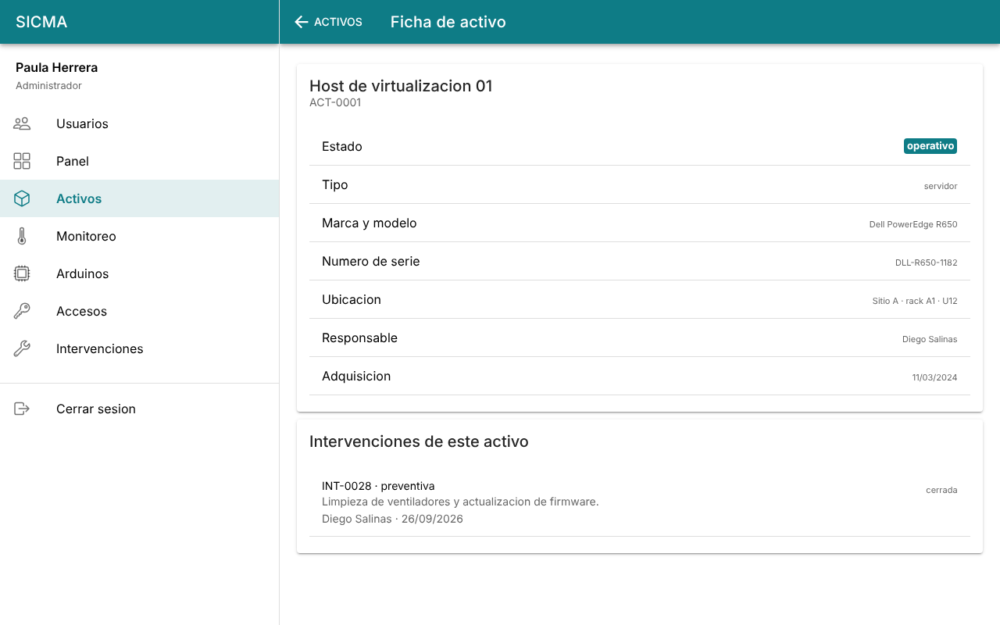 SICMA
ACTIVOS
Ficha de activo
Paula Herrera
Administrador
Usuarios
Panel
Activos
Monitoreo
Arduinos
Accesos
Intervenciones
Cerrar sesion
Host de virtualizacion 01
ACT-0001
Estado operativo
Tipo servidor
Marca y modelo Dell PowerEdge R650
Numero de serie DLL-R650-1182
Ubicacion Sitio A · rack A1 · U12
Responsable Diego Salinas
Adquisicion 11/03/2024
Intervenciones de este activo
INT-0028 · preventiva cerrada
Limpieza de ventiladores y actualizacion de firmware.
Diego Salinas · 26/09/2026